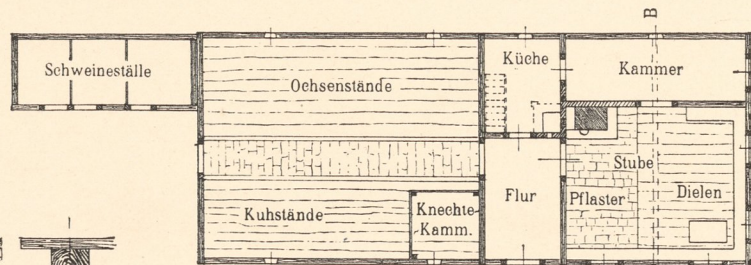 B
Schweineställe
Ochsenstände
Küche
Kammer
Stube
Kuhstände
Knechte-
Kamm.
Flur
Pflaster
Dielen